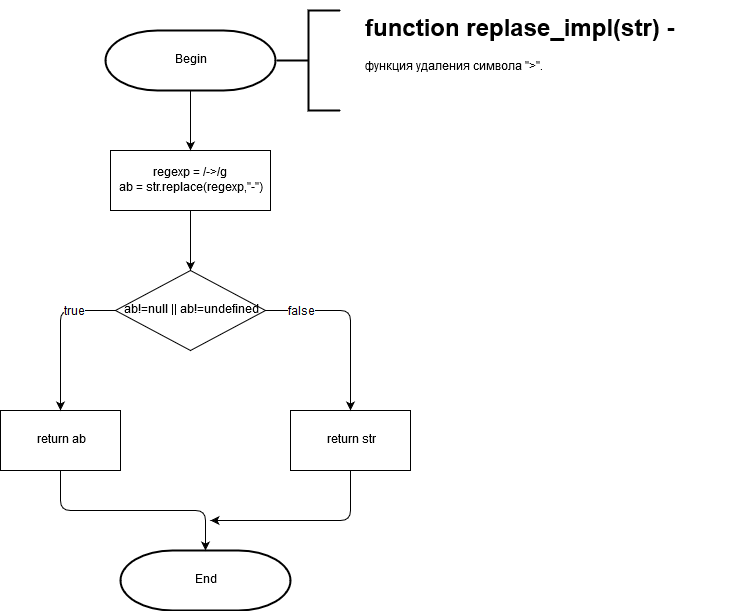 function replase_impl(str) -
Begin
функция удаления символа ">".
regexp = /->/g
ab = str.replace(regexp,"-")
ab!=null || ab!=undefined
true
false
return ab
return str
End